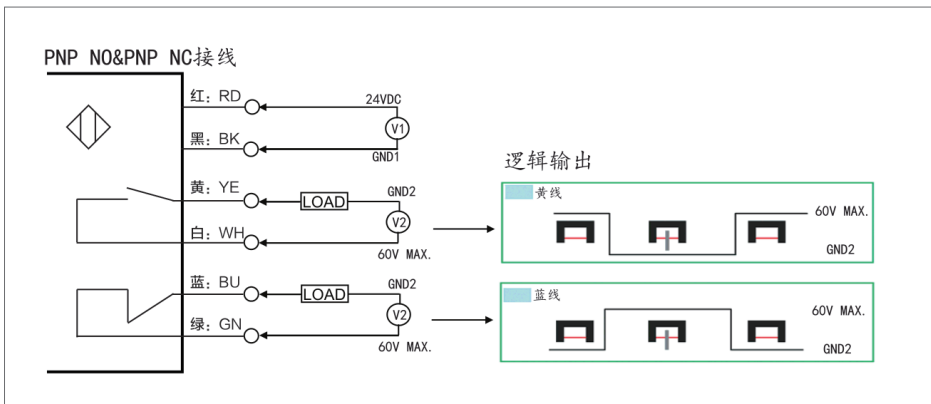 PNP NO&PNP NC接线
红: RD
24VDC
V1
黑: BK
GND1
黄: YE
LOAD
GND2
V2
白: WH
60V MAX.
蓝: BU
LOAD
GND2
V2
绿: GN
60V MAX.
逻辑输出
黄线
60V MAX.
GND2
蓝线
60V MAX.
GND2